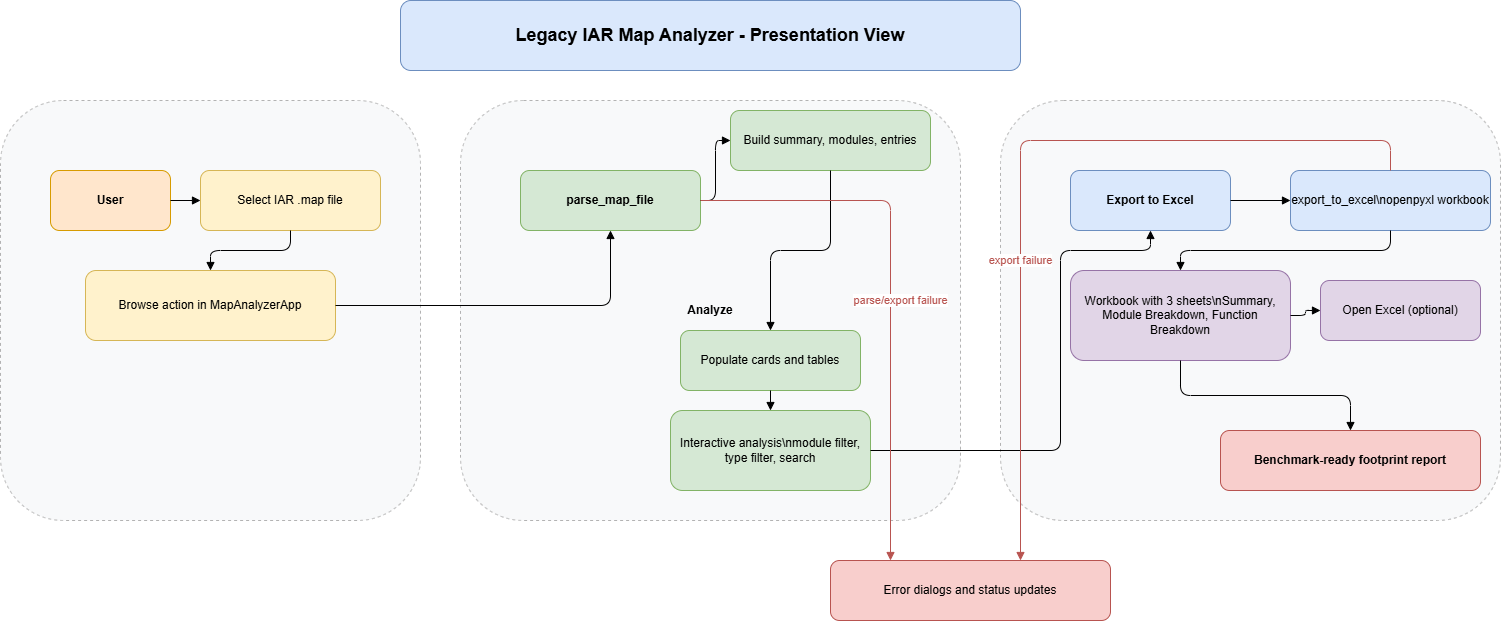 Legacy IAR Map Analyzer - Presentation View
User
Select IAR .map file
Browse action in MapAnalyzerApp
parse_map_file
Build summary, modules, entries
parse/export failure
Analyze
Populate cards and tables
Interactive analysis\nmodule filter,
type filter, search
Export to Excel
export_to_excel\nopenpyxl workbook
export failure
Workbook with 3 sheets\nSummary,
Module Breakdown, Function
Breakdown
Open Excel (optional)
Benchmark-ready footprint report
Error dialogs and status updates